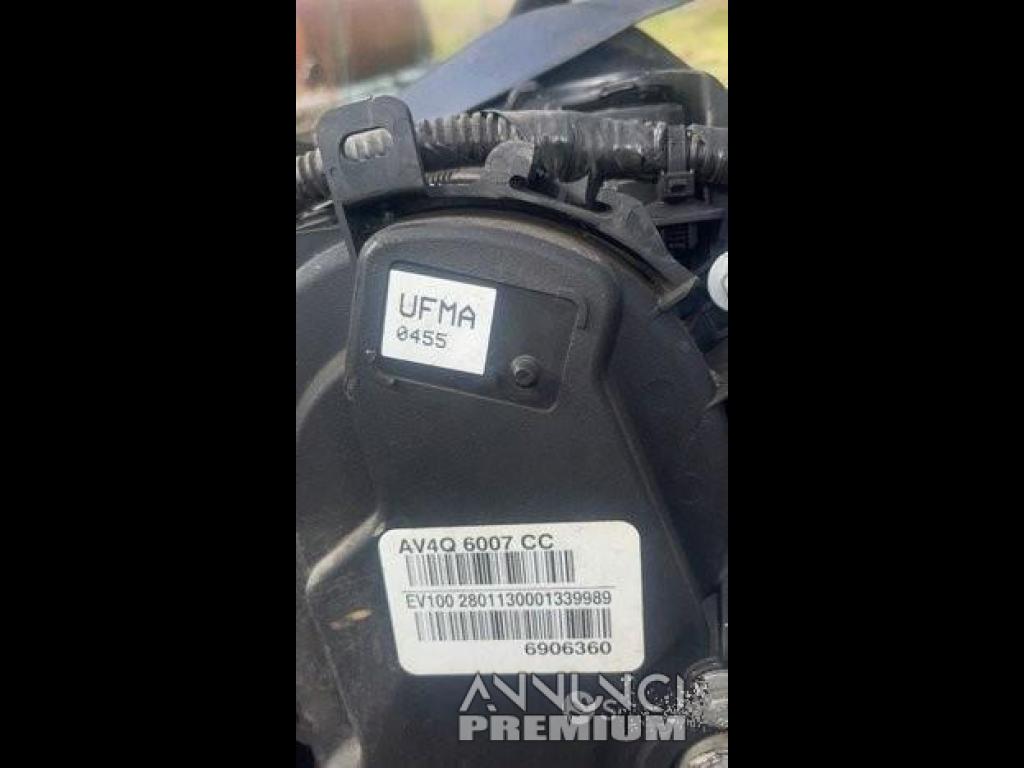 UFMA
0455
AV4Q 6007 CC
EV100 2801130001339989
6906360
ANNUNCI
PREMIUM